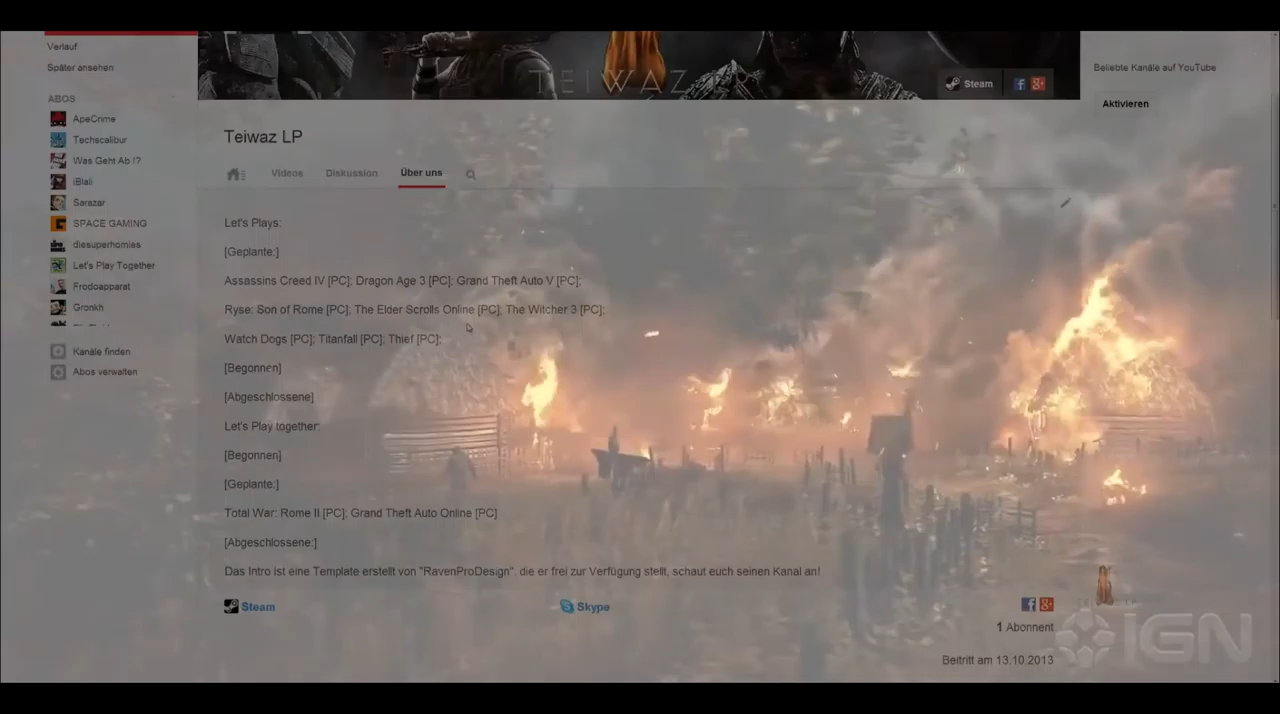 Verlauf
Später ansehen
ABOS
ApeCrime
Techscalibur
Was Geht Ab !?
iBlali
Sarazar
SPACE GAMING
diesuperhomies
Let's Play Together
Frodoapparat
Gronkh
Kanäle finden
Abos verwalten
TEIWAZ
Steam
Beliebte Kanäle auf YouTube
Aktivieren
Teiwaz LP
Videos
Diskussion
Über uns
Let's Plays:
[Geplante:]
Assassins Creed IV [PC]; Dragon Age 3 [PC]; Grand Theft Auto V [PC];
Ryse: Son of Rome [PC]; The Elder Scrolls Online [PC]; The Witcher 3 [PC];
Watch Dogs [PC]; Titanfall [PC]; Thief [PC];
[Begonnen]
[Abgeschlossene]
Let's Play together:
[Begonnen]
[Geplante:]
Total War: Rome II [PC]; Grand Theft Auto Online [PC]
[Abgeschlossene:]
Das Intro ist eine Template erstellt von "RavenProDesign". die er frei zur Verfügung stellt, schaut euch seinen Kanal an!
Steam
Skype
1 Abonnent
Beitritt am 13.10.2013
IGN